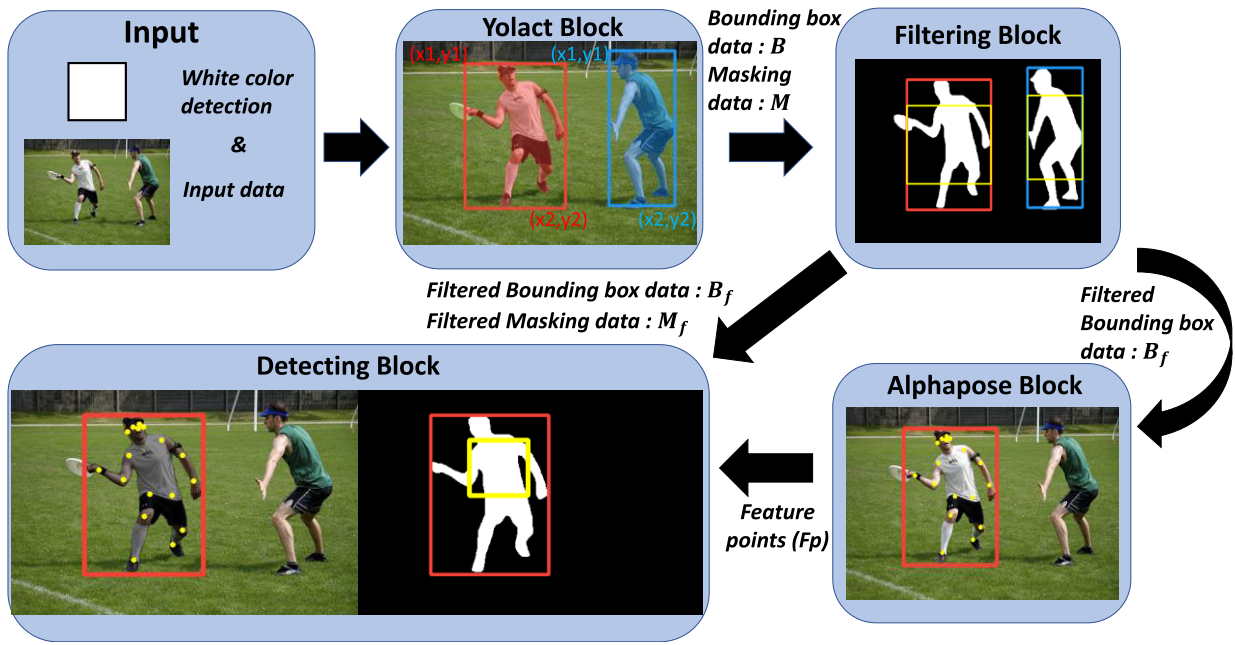 Input
White color
detection
&
Input data
Yolact Block
(x1,y1)
(x1,y1)
(x2,y2)
(x2,y2)
Bounding box
data : B
Masking
data : M
Filtering Block
Filtered Bounding box data : B_f
Filtered Masking data : M_f
Filtered
Bounding box
data : B_f
Detecting Block
Alphapose Block
Feature
points (Fp)